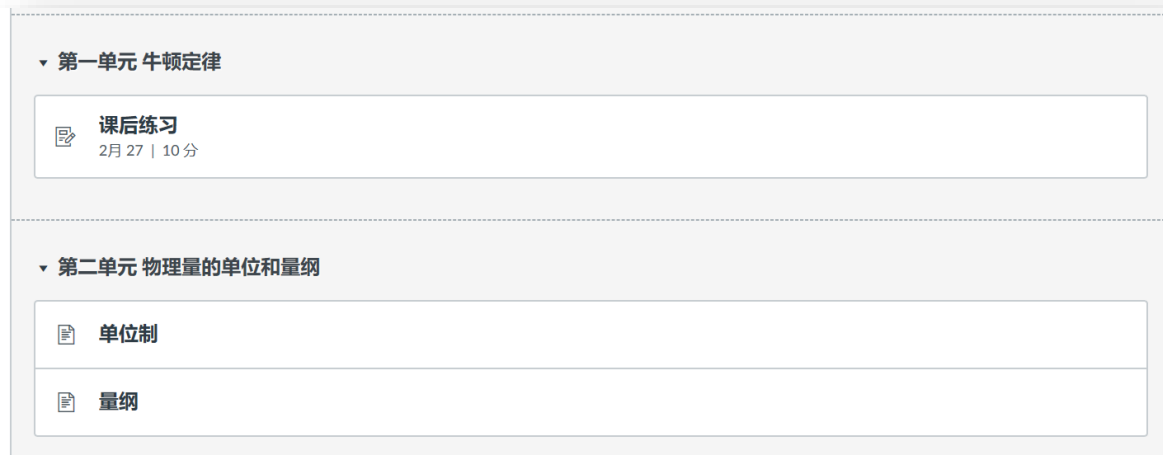 第一单元 牛顿定律
课后练习
2月 27 | 10 分
第二单元 物理量的单位和量纲
单位制
量纲